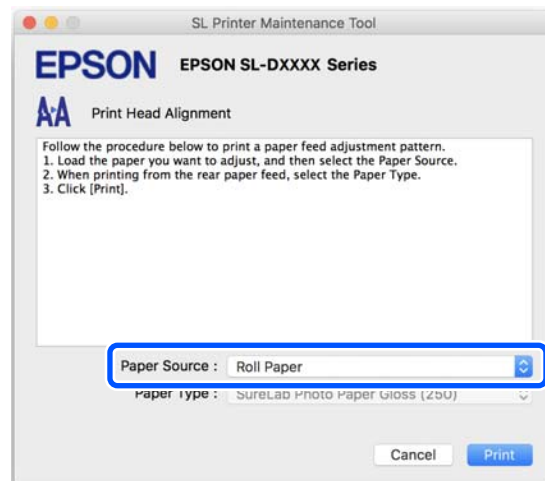 SL Printer Maintenance Tool
EPSON EPSON SL-DXXXX Series
A A Print Head Alignment
Follow the procedure below to print a paper feed adjustment pattern.
1. Load the paper you want to adjust, and then select the Paper Source.
2. When printing from the rear paper feed, select the Paper Type.
3. Click [Print].
Paper Source : Roll Paper
Paper Type : SureLab Photo Paper Gloss (250)
Cancel Print